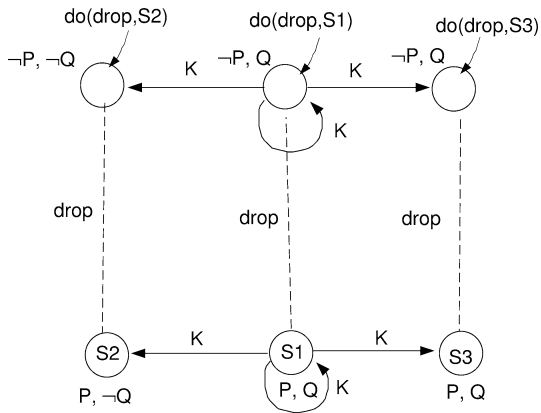 do(drop,S2)
do(drop,S1)
do(drop,S3)
¬P, ¬Q
¬P, Q
¬P, Q
K
K
K
drop
drop
drop
K
K
S2
S1
S3
P, ¬Q
P, Q
K
P, Q